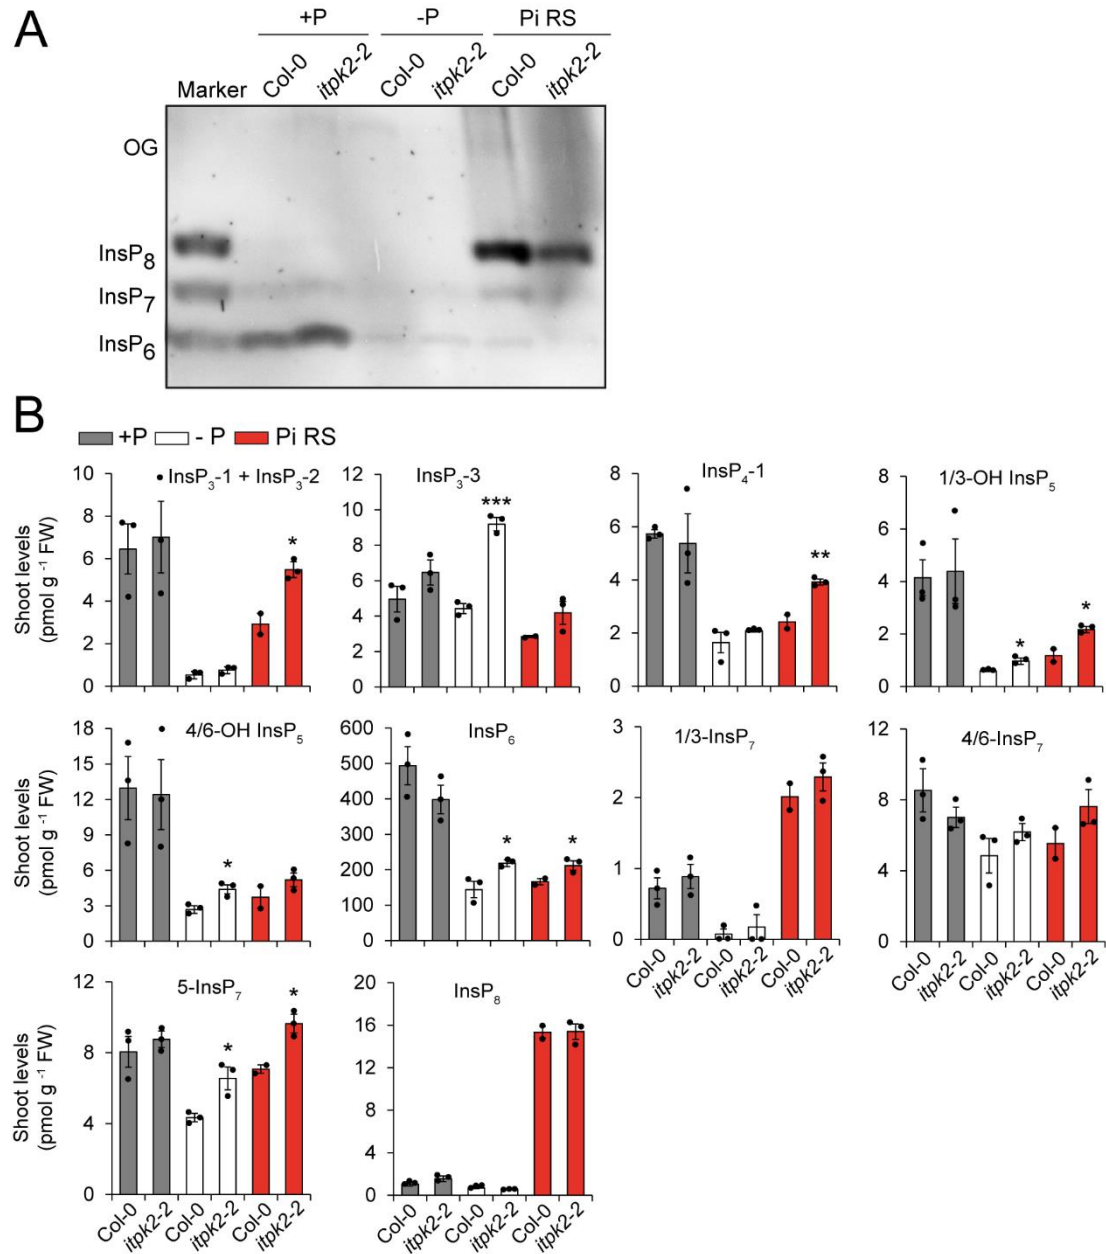 A
+P
-P
Pi RS
Marker
Col-0
itpk2-2
Col-0
itpk2-2
Col-0
itpk2-2
OG
InsP8
InsP7
InsP6
B
+P - P Pi RS
Shoot levels
(pmol g -1 FW)
InsP3-1 + InsP3-2
10
8
6
4
2
0
*
InsP3-3
12
10
8
6
4
2
0
***
InsP4-1
8
6
4
2
0
**
1/3-OH InsP5
8
6
4
2
0
*
*
Shoot levels
(pmol g -1 FW)
4/6-OH InsP5
18
15
12
9
6
3
0
*
InsP6
600
500
400
300
200
100
0
*
*
1/3-InsP7
3
2
1
0
Col-0
itpk2-2
Col-0
itpk2-2
Col-0
itpk2-2
4/6-InsP7
12
8
4
0
Col-0
itpk2-2
Col-0
itpk2-2
Col-0
itpk2-2
Shoot levels
(pmol g -1 FW)
5-InsP7
12
8
4
0
*
*
Col-0
itpk2-2
Col-0
itpk2-2
Col-0
itpk2-2
InsP8
20
16
12
8
4
0
Col-0
itpk2-2
Col-0
itpk2-2
Col-0
itpk2-2